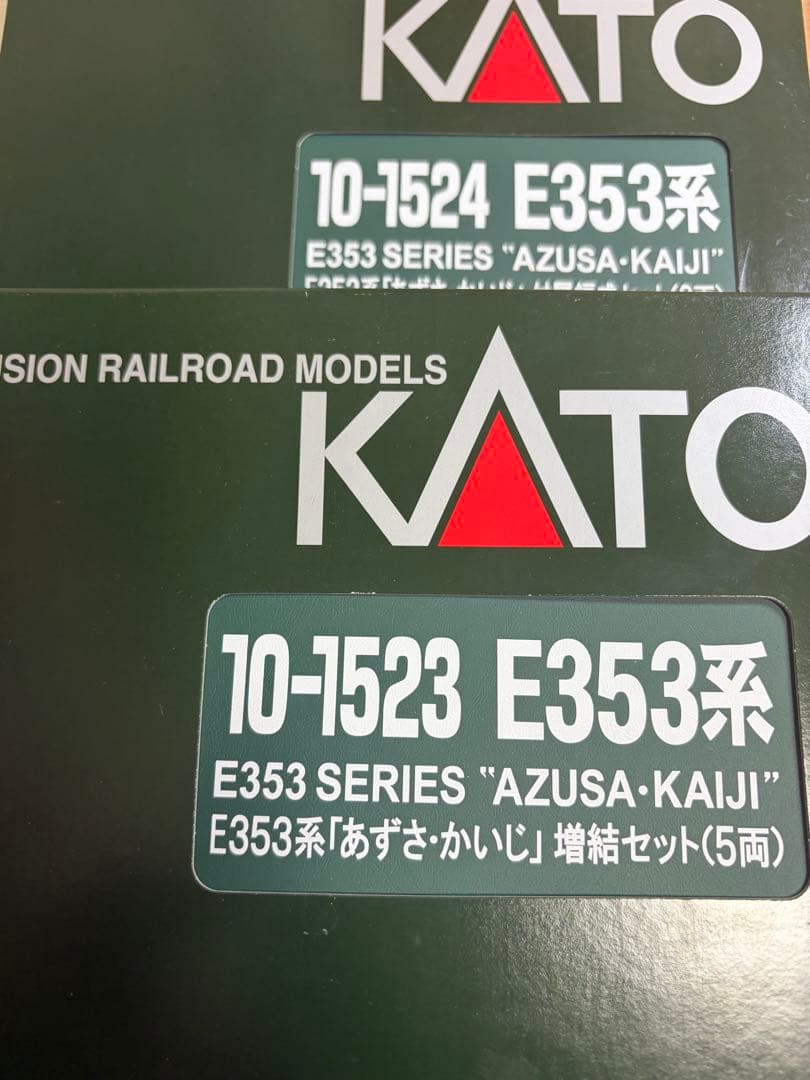 KATO
10-1524 E353系
E353 SERIES "AZUSA・KAIJI"
SION RAILROAD MODELS
KATO
10-1523 E353系
E353 SERIES "AZUSA・KAIJI"
E353系「あずさ・かいじ」 増結セット(5両)